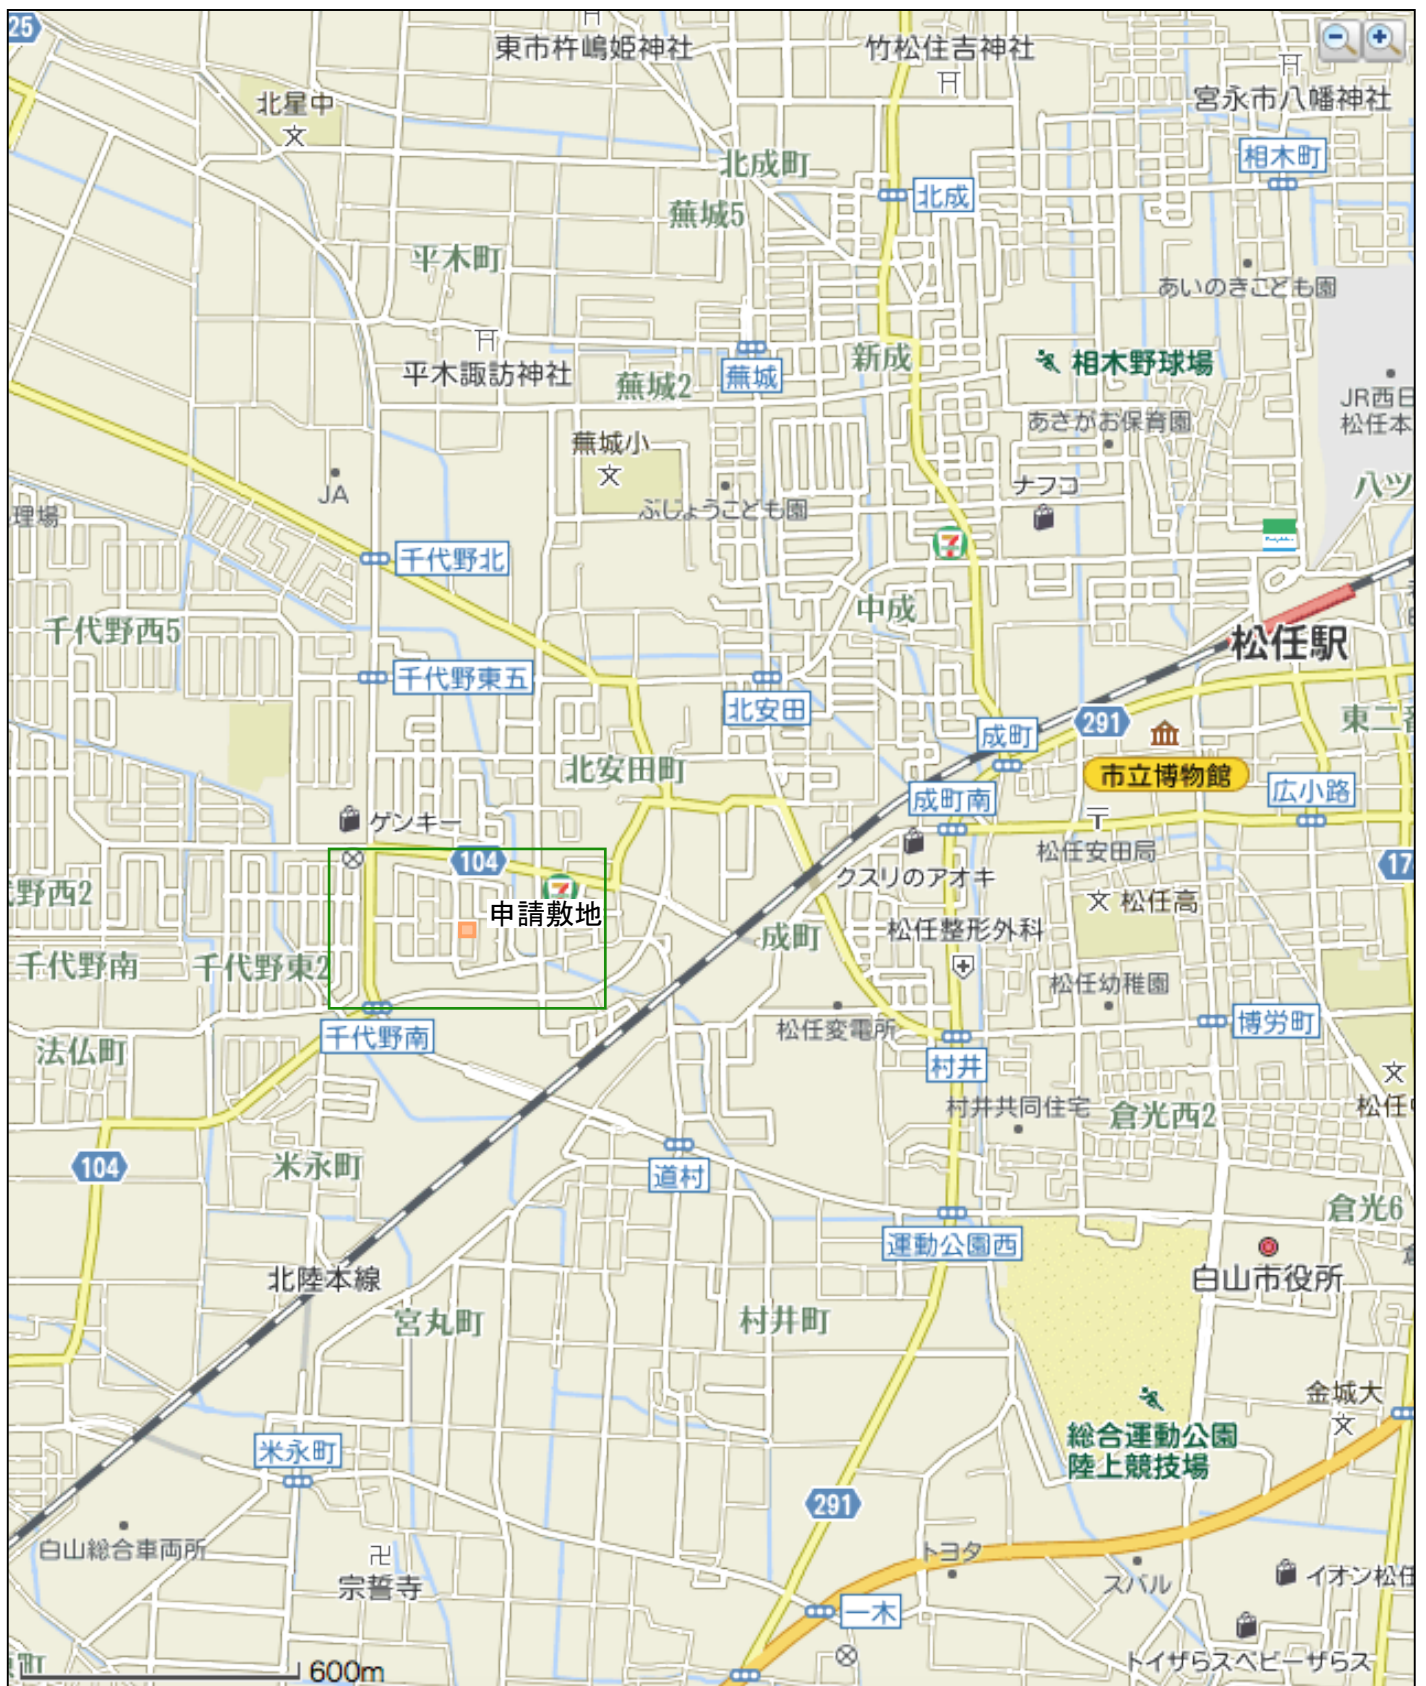 25
東市杵嶋姫神社
竹松住吉神社
宮永市八幡神社
北星中
相木町
北成町
北成
蕪城5
平木町
あいのきこども園
平木諏訪神社
蕪城2
蕪城
新成
相木野球場
JR西日
松任本
あさがお保育園
蕪城小
JA
ぶじょうこども園
ナフコ
八ツ
理場
千代野北
7
千代野西5
中成
松任駅
千代野東五
北安田
成町
291
東二番
北安田町
市立博物館
成町南
広小路
ゲンキー
松任安田局
104
クスリのアオキ
17
代野西2
7
申請敷地
松任高
成町
松任整形外科
千代野南
千代野東2
松任幼稚園
松任変電所
博労町
千代野南
法仏町
村井
村井共同住宅
倉光西2
松任中
104
米永町
道村
倉光6
運動公園西
白山市役所
北陸本線
宮丸町
村井町
金城大
総合運動公園
陸上競技場
米永町
291
白山総合車両所
宗誓寺
トヨタ
スバル
イオン松任
一木
トイザらスベビーザらス
町
600m